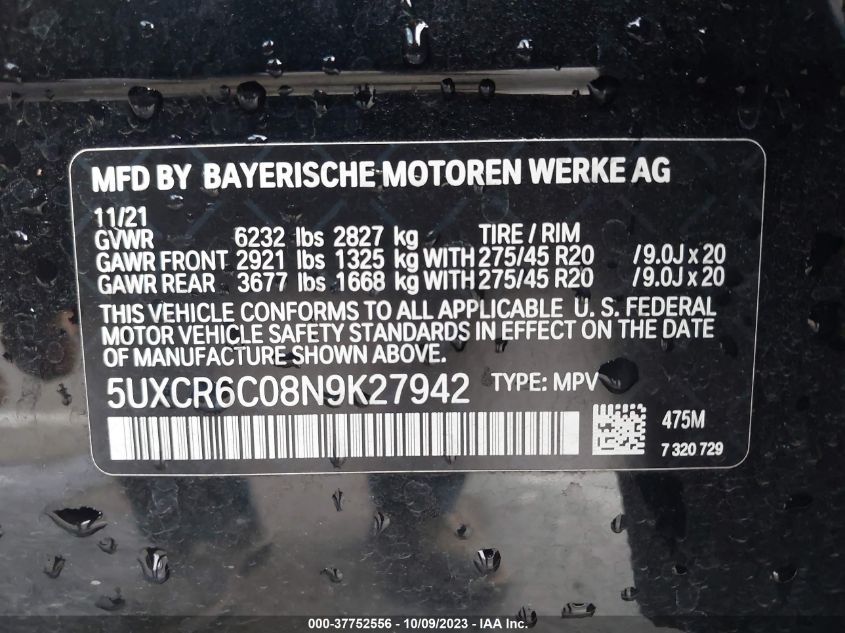 MFD BY BAYERISCHE MOTOREN WERKE AG
11/21
GVWR 6232 lbs 2827 kg TIRE / RIM
GAWR FRONT 2921 lbs 1325 kg WITH 275/45 R20 / 9.0J x 20
GAWR REAR 3677 lbs 1668 kg WITH 275/45 R20 / 9.0J x 20
THIS VEHICLE CONFORMS TO ALL APPLICABLE U. S. FEDERAL
MOTOR VEHICLE SAFETY STANDARDS IN EFFECT ON THE DATE
OF MANUFACTURE SHOWN ABOVE.
5UXCR6C08N9K27942 TYPE: MPV
475M
7 320 729
000-37752556 - 10/09/2023 - IAA Inc.